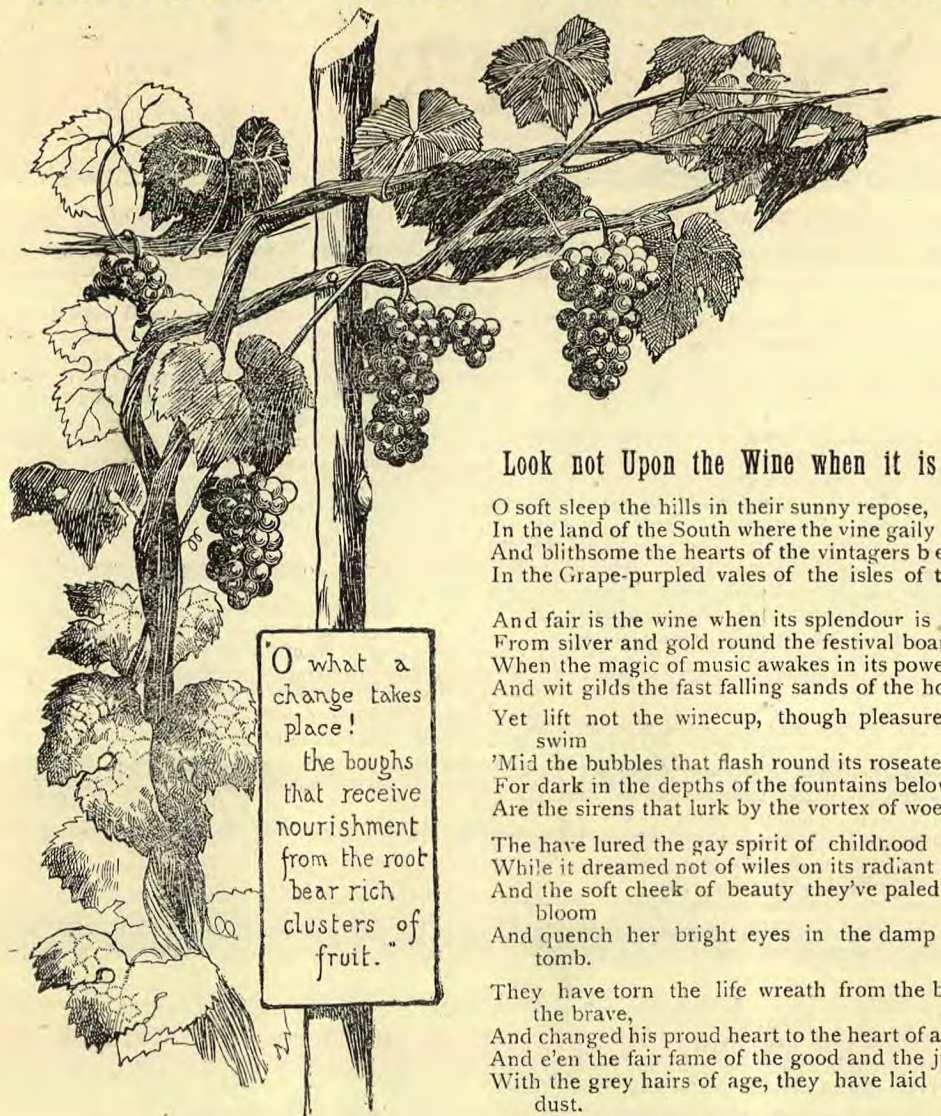 Look not Upon the Wine when it is
O soft sleep the hills in their sunny repose,
In the land of the South where the vine gaily
And blithsome the hearts of the vintagers
In the Grape-purpled vales of the isles of
And fair is the wine when its splendour is
From silver and gold round the festival
When the magic of music awakes in its
And wit gilds the fast falling sands of the
Yet lift not the winecup, though pleasure
swim
'Mid the bubbles that flash round its roseate
For dark in the depths of the fountains
Are the sirens that lurk by the vortex of
The have lured the gay spirit of childhood
While it dreamed not of wiles on its radiant
And the soft cheek of beauty they've paled
bloom
And quench her bright eyes in the damp
tomb.
They have torn the life wreath from the
the brave,
And changed his proud heart to the heart of a
And e'en the fair fame of the good and the
With the grey hairs of age, they have laid
dust.
"O what a
change takes
place!
the boughs
that receive
nourishment
from the root
bear rich
clusters of
fruit."